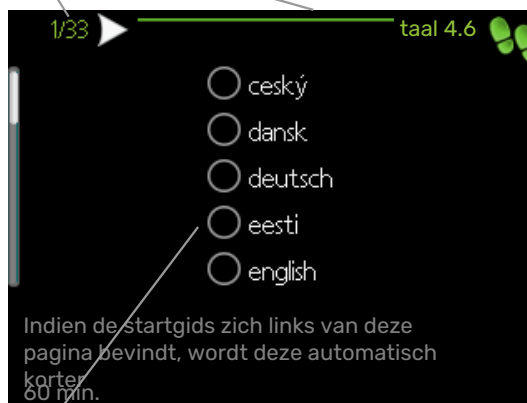 1/33
taal 4.6
ceský
dansk
deutsch
eesti
english
Indien de startgids zich links van deze
pagina bevindt, wordt deze automatisch
korter
60 min.